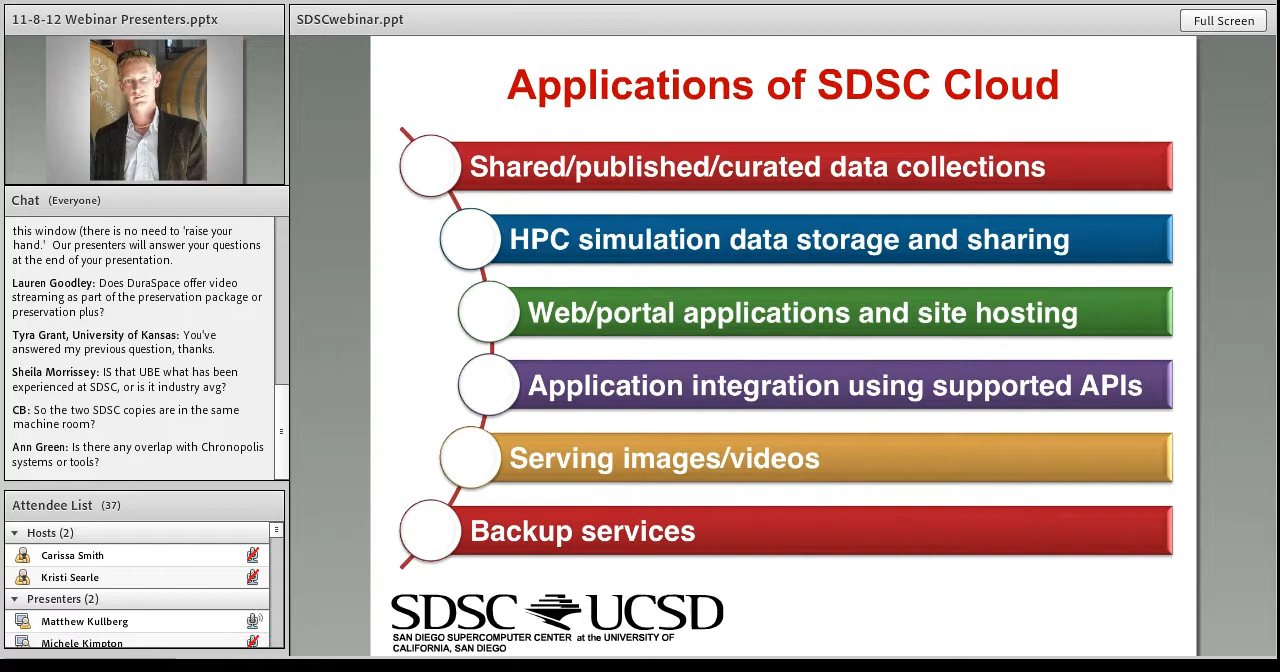 11-8-12 Webinar Presenters.pptx
Chat (Everyone)
this window (there is no need to 'raise your
hand.' Our presenters will answer your questions
at the end of your presentation.
Lauren Goodley: Does DuraSpace offer video
streaming as part of the preservation package or
preservation plus?
Tyra Grant, University of Kansas: You've
answered my previous question, thanks.
Sheila Morrissey: IS that UBE what has been
experienced at SDSC, or is it industry avg?
CB: So the two SDSC copies are in the same
machine room?
Ann Green: Is there any overlap with Chronopolis
systems or tools?
Attendee List (37)
Hosts (2)
Carissa Smith
Kristi Searle
Presenters (2)
Matthew Kullberg
Michele Kimpton
SDSCwebinar.ppt
Full Screen
Applications of SDSC Cloud
Shared/published/curated data collections
HPC simulation data storage and sharing
Web/portal applications and site hosting
Application integration using supported APIs
Serving images/videos
Backup services
SDSC UCSD
SAN DIEGO SUPERCOMPUTER CENTER at the UNIVERSITY OF
CALIFORNIA, SAN DIEGO